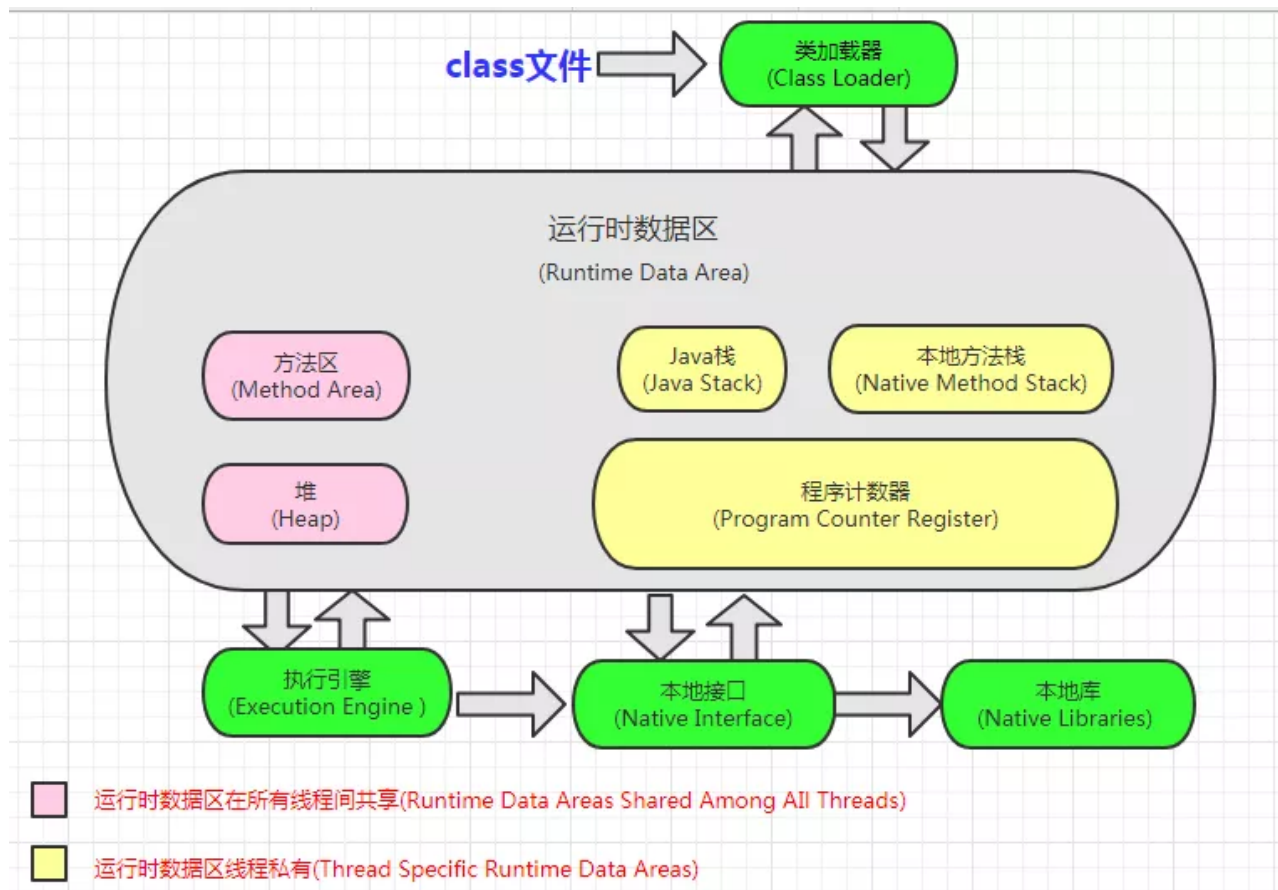 class文件
类加载器
(Class Loader)
运行时数据区
(Runtime Data Area)
方法区
(Method Area)
Java栈
(Java Stack)
本地方法栈
(Native Method Stack)
堆
(Heap)
程序计数器
(Program Counter Register)
执行引擎
(Execution Engine )
本地接口
(Native Interface)
本地库
(Native Libraries)
运行时数据区在所有线程间共享(Runtime Data Areas Shared Among All Threads)
运行时数据区线程私有(Thread Specific Runtime Data Areas)